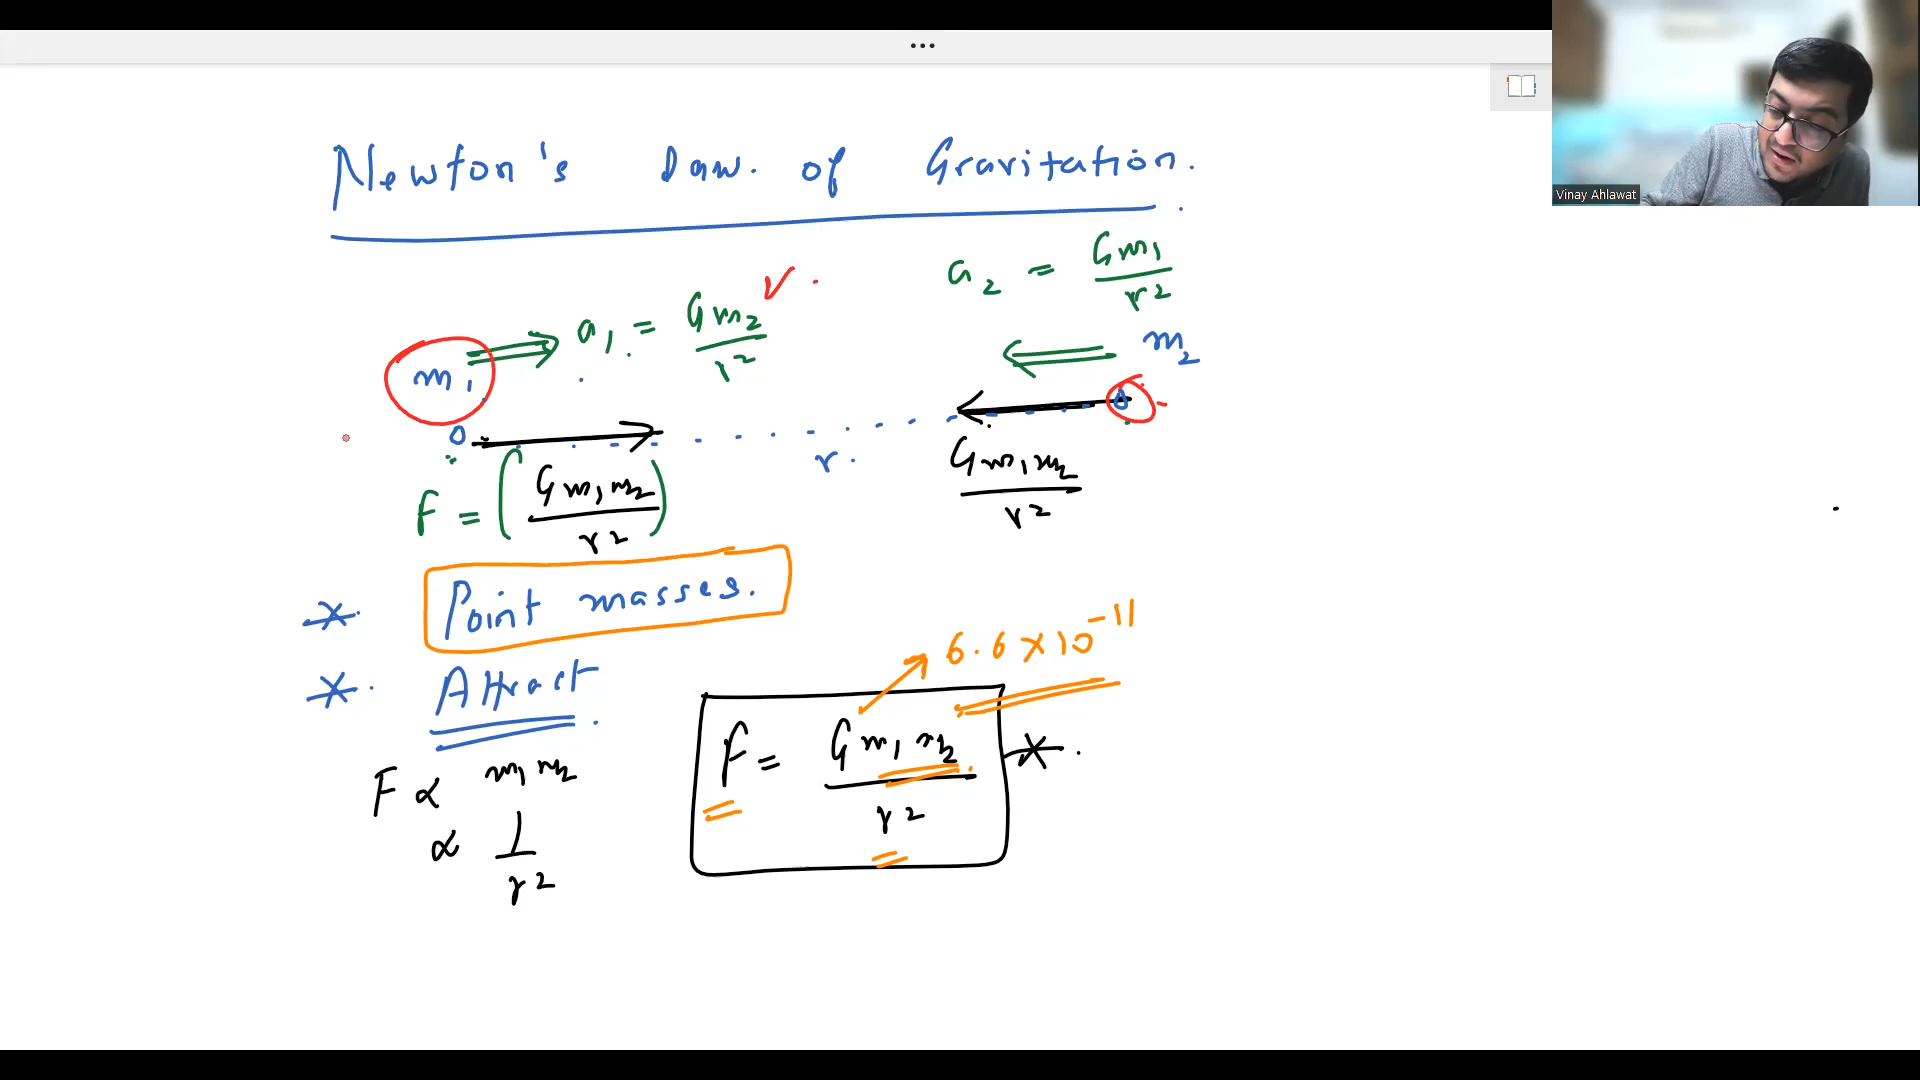 ...
Vinay Ahlawat
Newton's Law. of Gravitation.
a₂ = Gm₁/r²
a₁ = Gm₂/r² ✓.
m₁
m₂
r.
F = (Gm₁m₂/r²)
Gm₁m₂/r²
* Point masses.
* Attract
6.6 × 10⁻¹¹
F ∝ m₁m₂
∝ 1/r²
F = Gm₁m₂/r² *